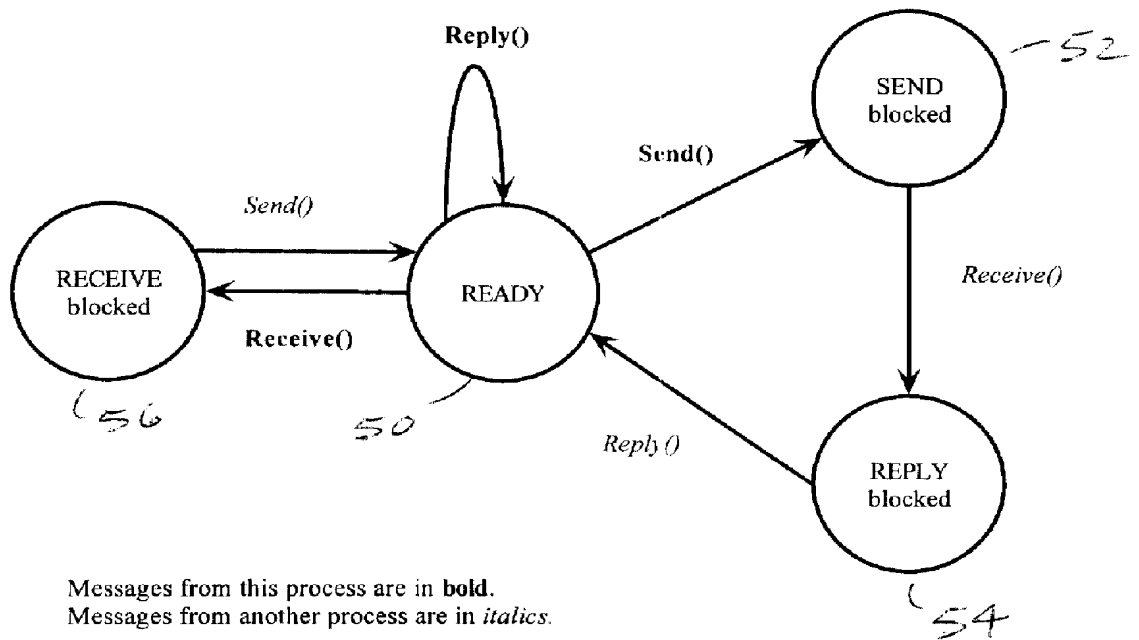 Reply()
52
SEND
blocked
Send()
Send()
RECEIVE
blocked
READY
Receive()
Receive()
56
50
Reply()
REPLY
blocked
54
Messages from this process are in bold.
Messages from another process are in italics.